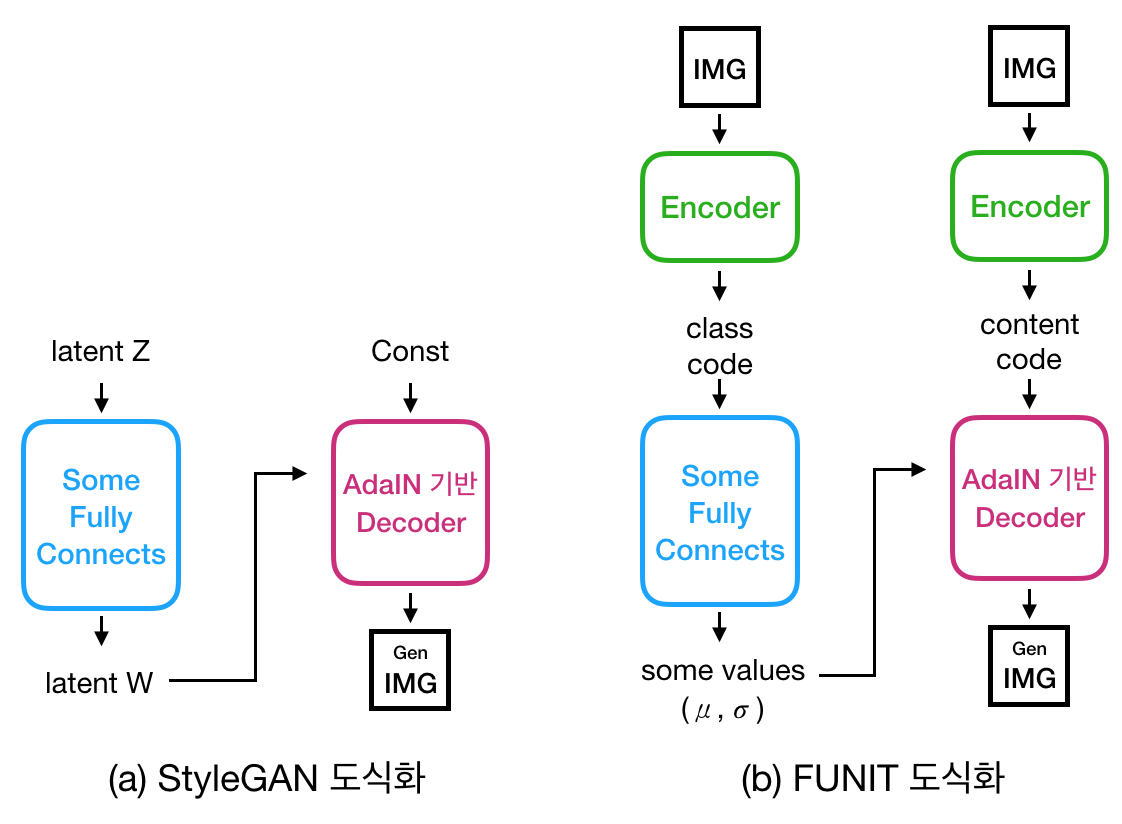 latent Z
Some
Fully
Connects
latent W
Const
AdaIN 기반
Decoder
Gen
IMG
(a) StyleGAN 도식화
IMG
Encoder
class
code
Some
Fully
Connects
some values
( μ , σ )
IMG
Encoder
content
code
AdaIN 기반
Decoder
Gen
IMG
(b) FUNIT 도식화